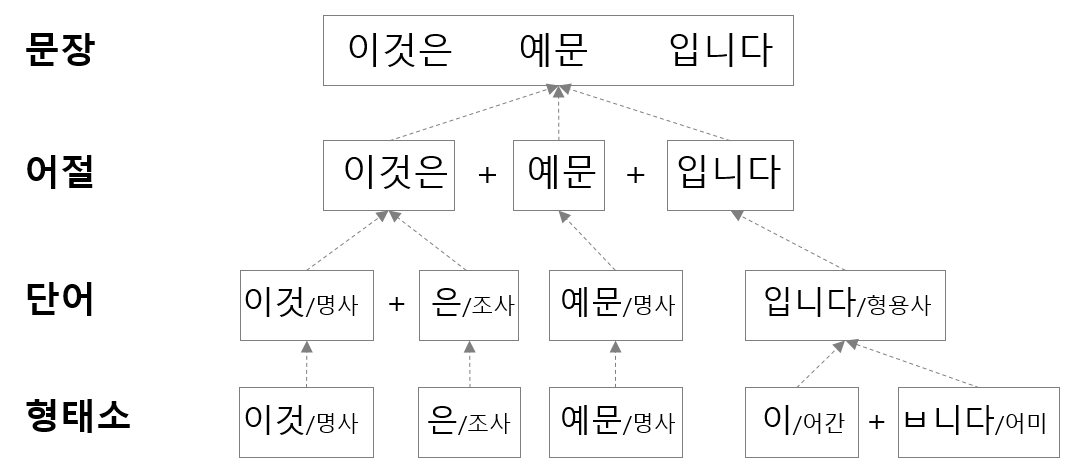 문장 이것은 예문 입니다
어절 이것은 + 예문 + 입니다
단어 이것/명사 + 은/조사 예문/명사 입니다/형용사
형태소 이것/명사 은/조사 예문/명사 이/어간 + ㅂ니다/어미